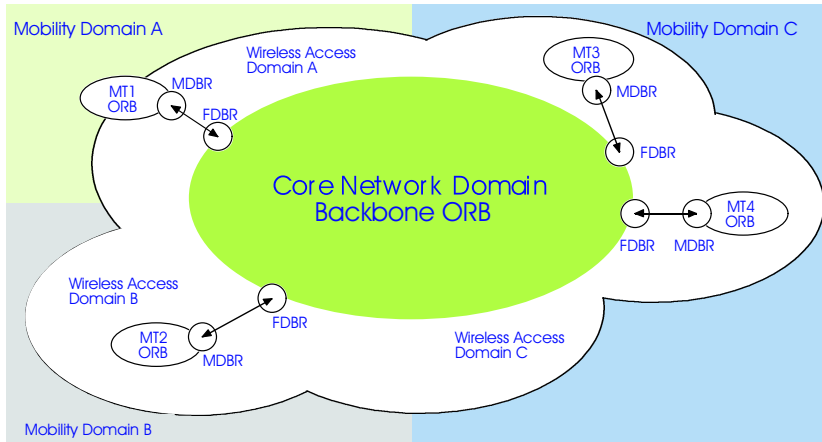 Mobility Domain A
Wireless Access
Domain A
Mobility Domain C
MT1
ORB
MDBR
FDBR
MT3
ORB
MDBR
FDBR
Core Network Domain
Backbone ORB
MT4
ORB
FDBR
MDBR
Wireless Access
Domain B
FDBR
MT2
ORB
MDBR
Wireless Access
Domain C
Mobility Domain B